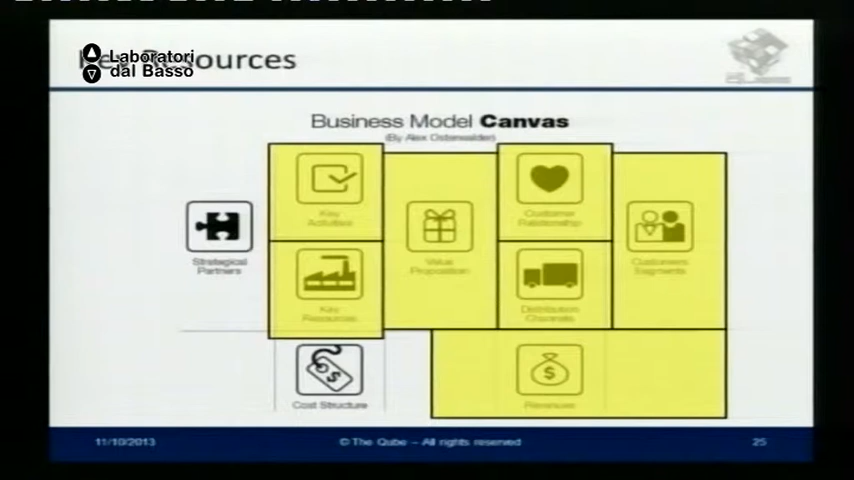 Key Resources
Laboratori
dal Basso
Business Model Canvas
(By Alex Osterwalder)
Key
Activities
Customer
Relationship
Strategical
Partners
Value
Proposition
Customers
Segments
Key
Resources
Distribution
Channels
Cost Structure
Revenues
11/10/2013
© The Qube – All rights reserved
25